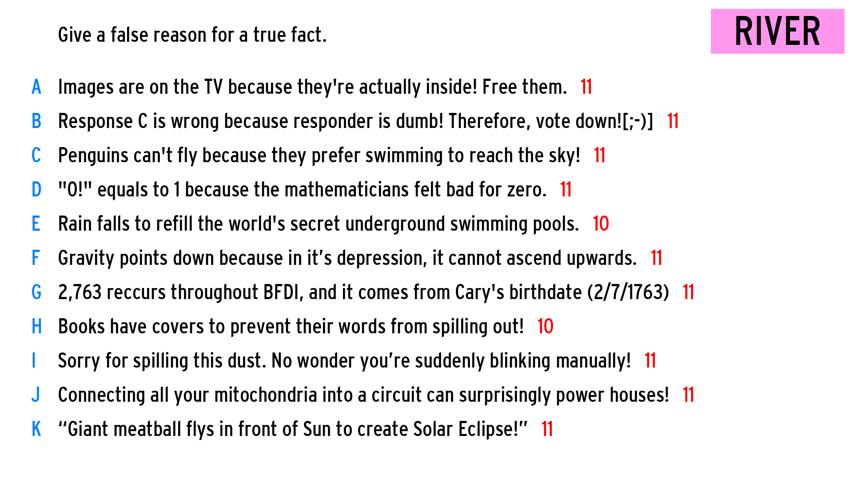 Give a false reason for a true fact.
RIVER
A Images are on the TV because they're actually inside! Free them. 11
B Response C is wrong because responder is dumb! Therefore, vote down![;-)] 11
C Penguins can't fly because they prefer swimming to reach the sky! 11
D "0!" equals to 1 because the mathematicians felt bad for zero. 11
E Rain falls to refill the world's secret underground swimming pools. 10
F Gravity points down because in it’s depression, it cannot ascend upwards. 11
G 2,763 reccurs throughout BFDI, and it comes from Cary's birthdate (2/7/1763) 11
H Books have covers to prevent their words from spilling out! 10
I Sorry for spilling this dust. No wonder you’re suddenly blinking manually! 11
J Connecting all your mitochondria into a circuit can surprisingly power houses! 11
K “Giant meatball flys in front of Sun to create Solar Eclipse!” 11